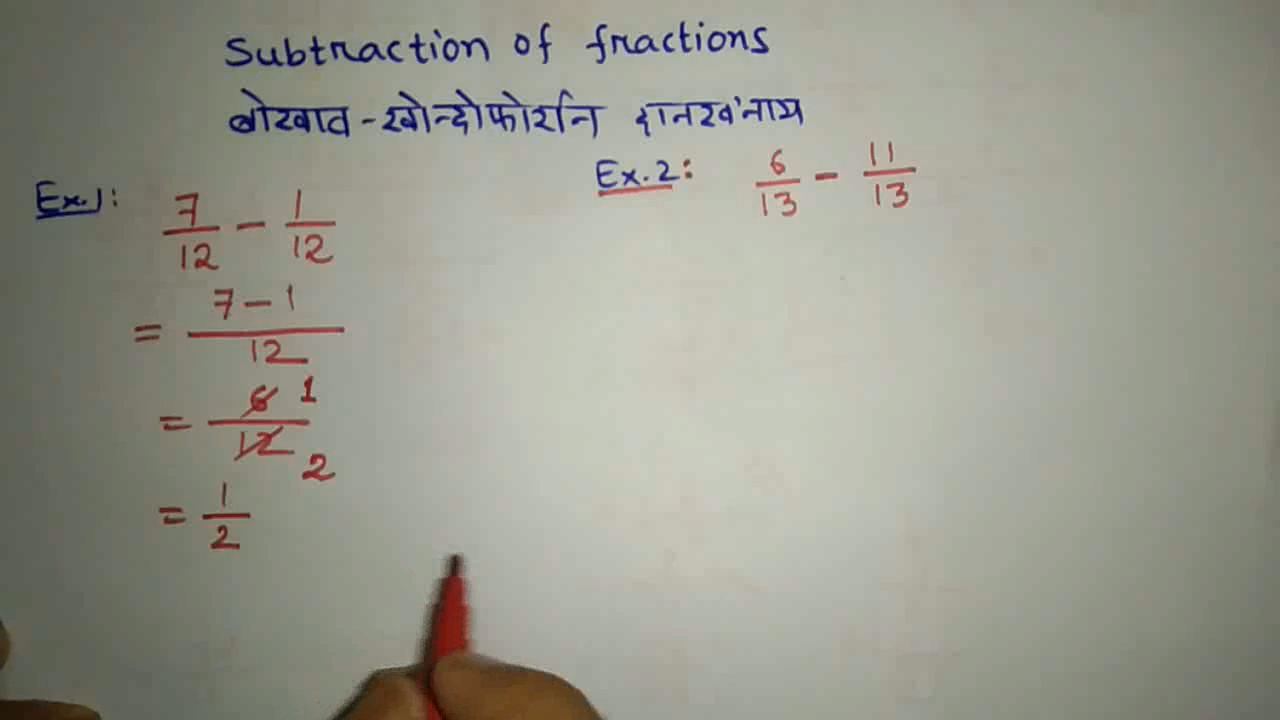 Subtraction of fractions
बोखाव-खोन्दोफोर्सानि दानख'नाय
Ex.1: 7/12 - 1/12
= 7-1/12
= 6/12 1/2
= 1/2
Ex.2: 6/13 - 11/13